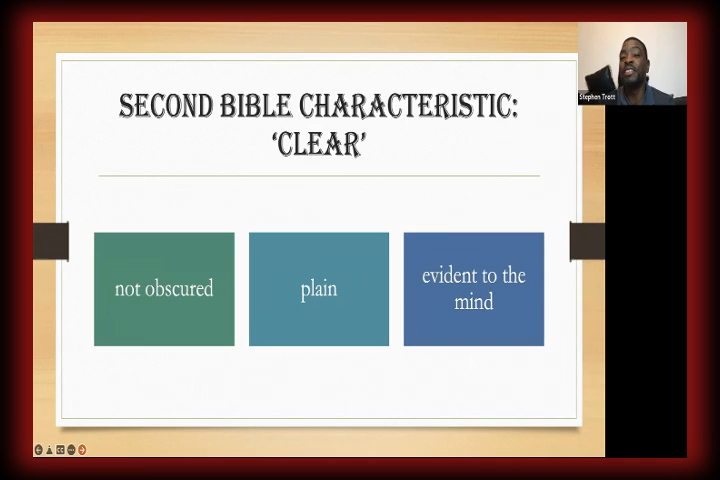 SECOND BIBLE CHARACTERISTIC:
‘CLEAR’
not obscured
plain
evident to the
mind
Stephen Trott